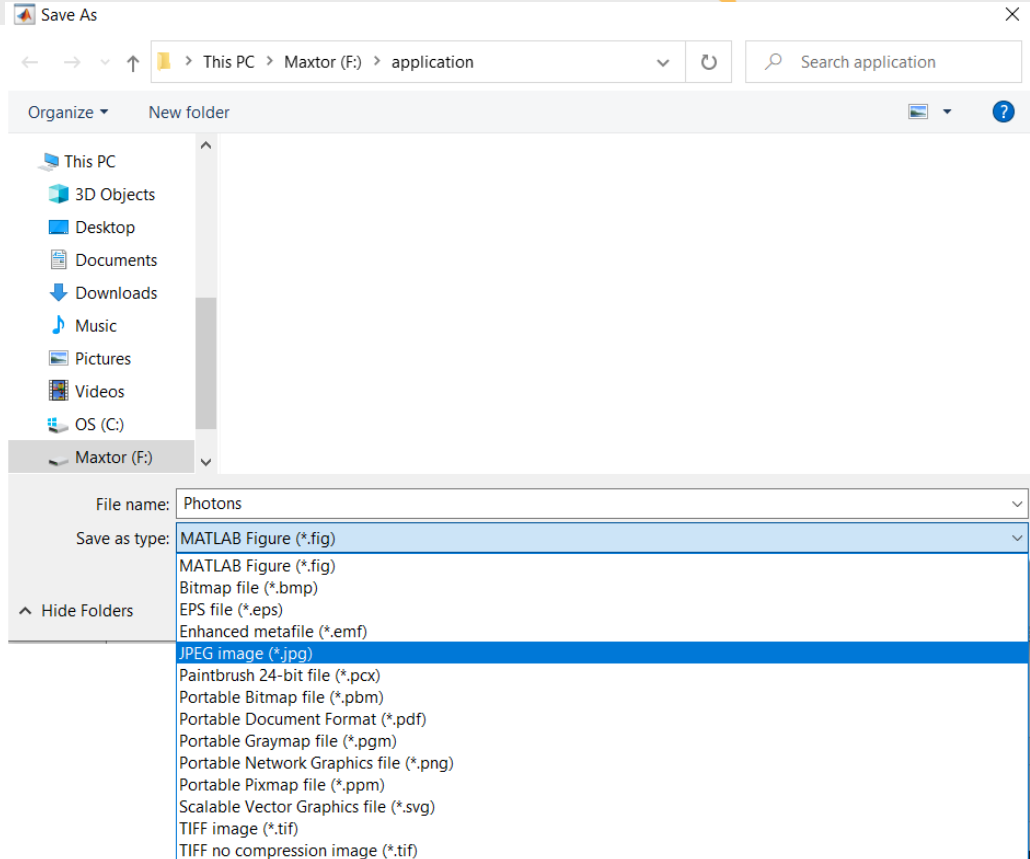 Save As
This PC > Maxtor (F:) > application
Search application
Organize
New folder
?
This PC
3D Objects
Desktop
Documents
Downloads
Music
Pictures
Videos
OS (C:)
Maxtor (F:)
File name: Photons
Save as type: MATLAB Figure (*.fig)
MATLAB Figure (*.fig)
Bitmap file (*.bmp)
EPS file (*.eps)
Hide Folders
Enhanced metafile (*.emf)
JPEG image (*.jpg)
Paintbrush 24-bit file (*.pcx)
Portable Bitmap file (*.pbm)
Portable Document Format (*.pdf)
Portable Graymap file (*.pgm)
Portable Network Graphics file (*.png)
Portable Pixmap file (*.ppm)
Scalable Vector Graphics file (*.svg)
TIFF image (*.tif)
TIFF no compression image (*.tif)